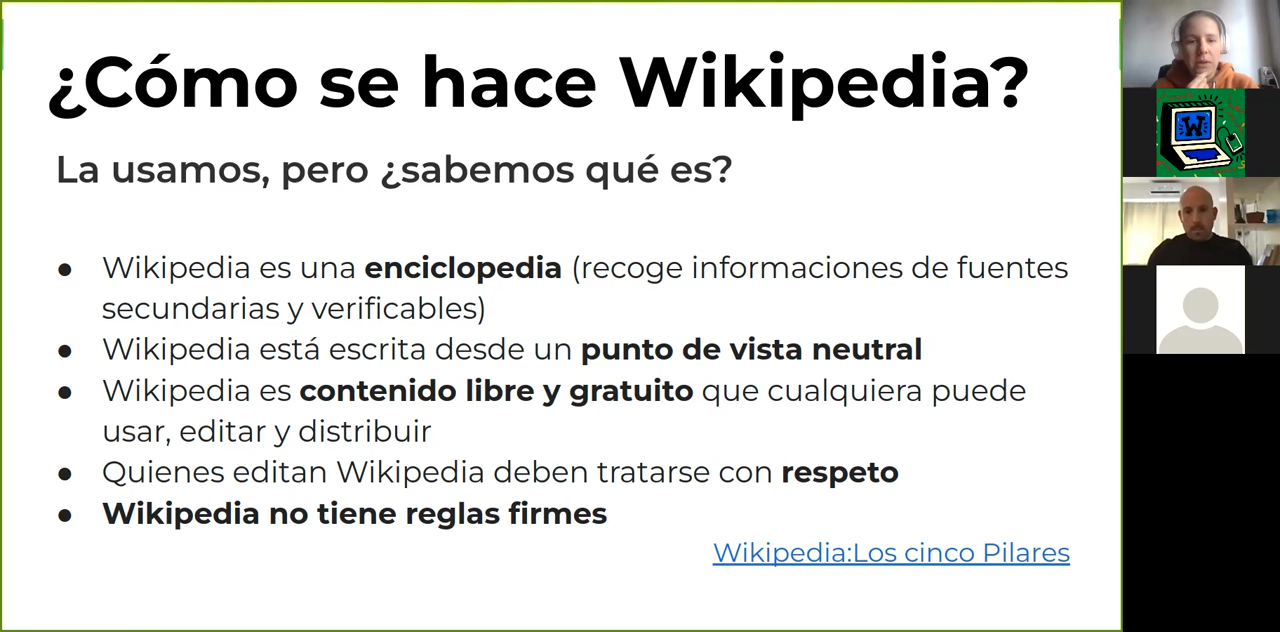 ¿Cómo se hace Wikipedia?
La usamos, pero ¿sabemos qué es?
● Wikipedia es una enciclopedia (recoge informaciones de fuentes
secundarias y verificables)
● Wikipedia está escrita desde un punto de vista neutral
● Wikipedia es contenido libre y gratuito que cualquiera puede
usar, editar y distribuir
● Quienes editan Wikipedia deben tratarse con respeto
● Wikipedia no tiene reglas firmes
Wikipedia:Los cinco Pilares
W